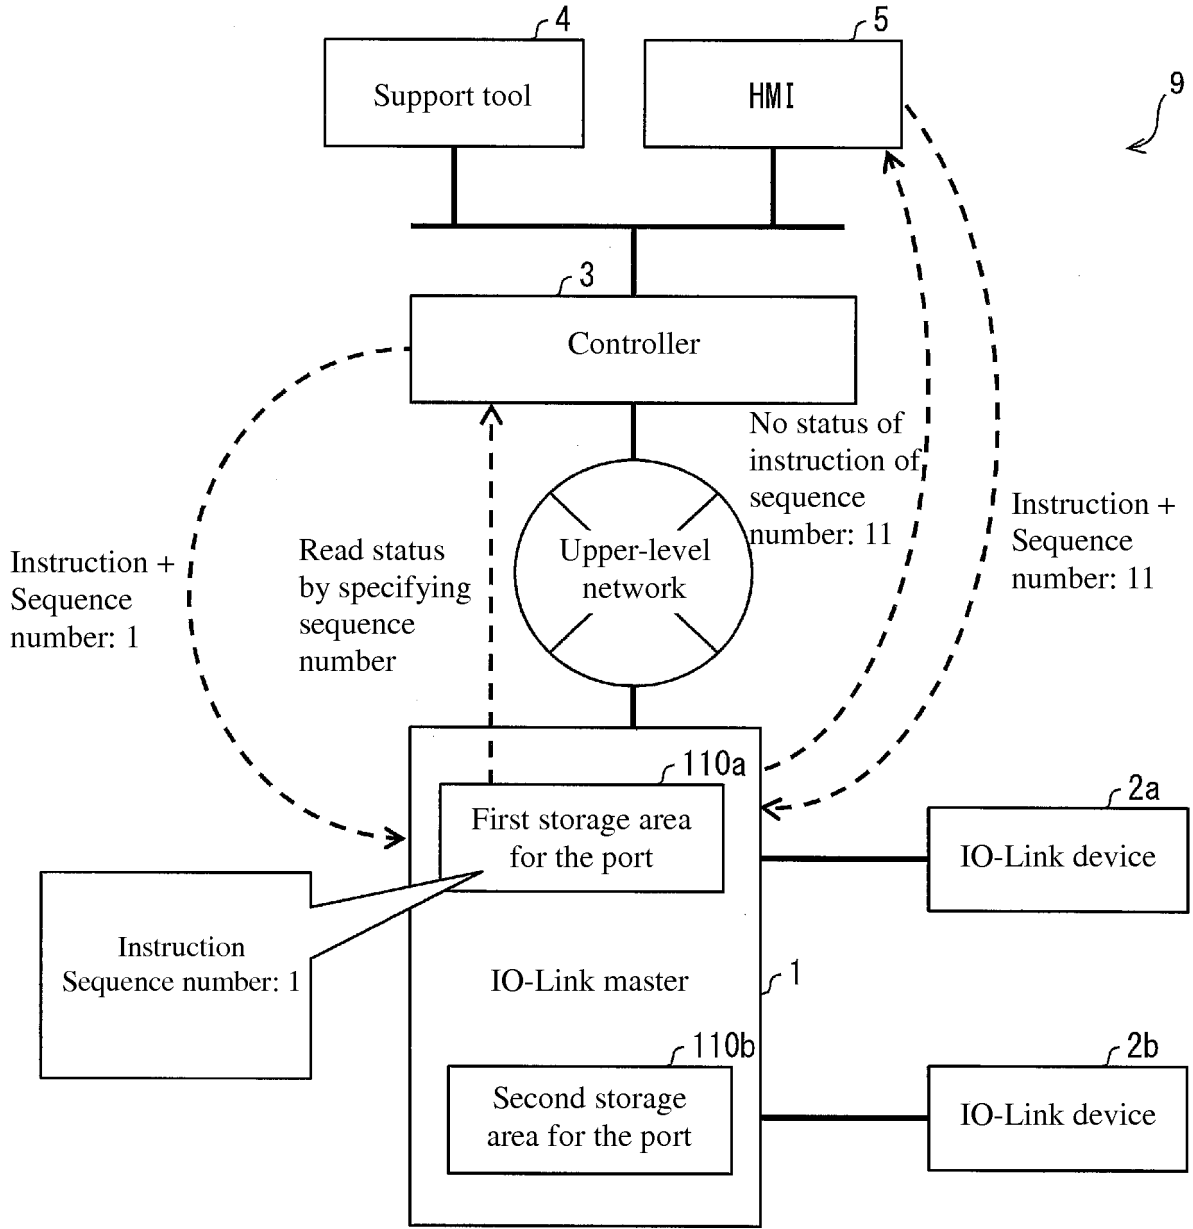 4
5
Support tool
HMI
9
3
Controller
No status of
instruction of
sequence
number: 11
Instruction +
Sequence
number: 11
Upper-level
network
Read status
by specifying
sequence
number
Instruction +
Sequence
number: 1
110a
First storage area
for the port
2a
IO-Link device
Instruction
Sequence number: 1
IO-Link master
1
110b
Second storage
area for the port
2b
IO-Link device